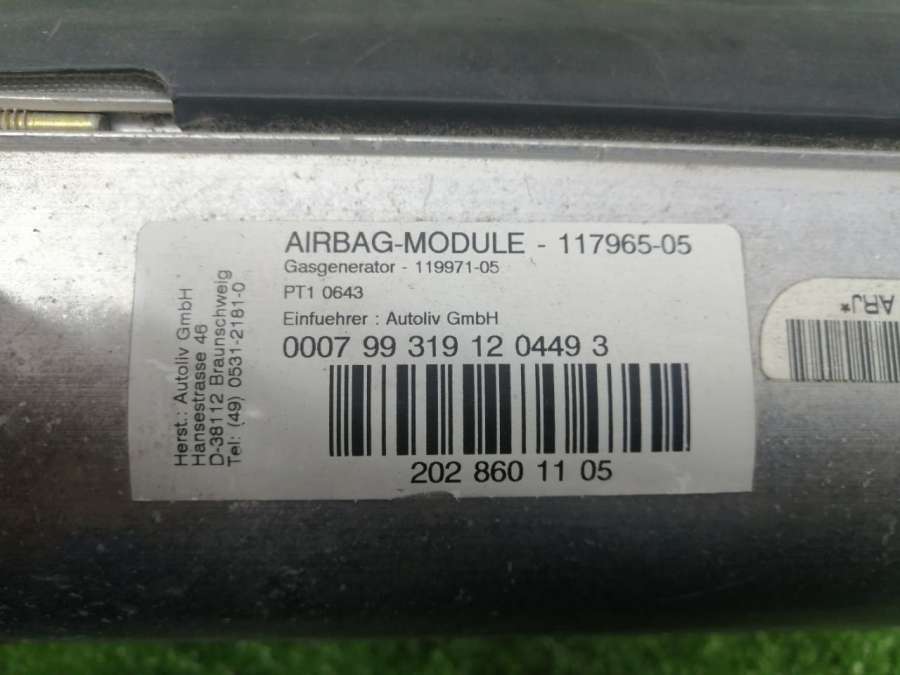 AIRBAG-MODULE - 117965-05
Gasgenerator - 119971-05
PT1 0643
Einfuehrer : Autoliv GmbH
0007 99 319 12 0449 3
202 860 11 05
Herst.: Autoliv GmbH
Hansestrasse 46
D-38112 Braunschweig
Tel: (49) 0531-2181-0
ARJ*